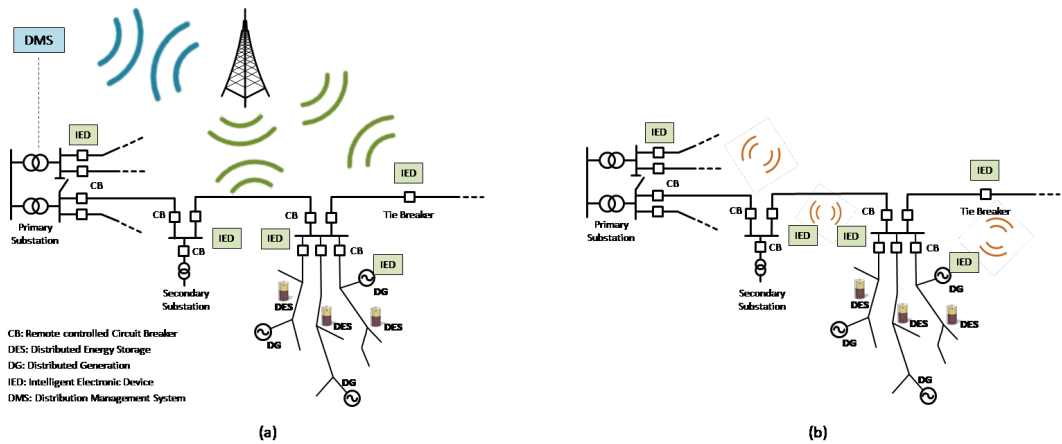 DMS
IED
CB
Primary
Substation
CB
IED
CB
Secondary
Substation
CB
IED
CB
IED
Tie Breaker
IED
DG
DES
DES
DES
DG
DG
CB: Remote controlled Circuit Breaker
DES: Distributed Energy Storage
DG: Distributed Generation
IED: Intelligent Electronic Device
DMS: Distribution Management System
(a)
IED
CB
Primary
Substation
CB
IED
CB
Secondary
Substation
CB
IED
CB
IED
Tie Breaker
IED
DG
DES
DES
DES
DG
DG
(b)